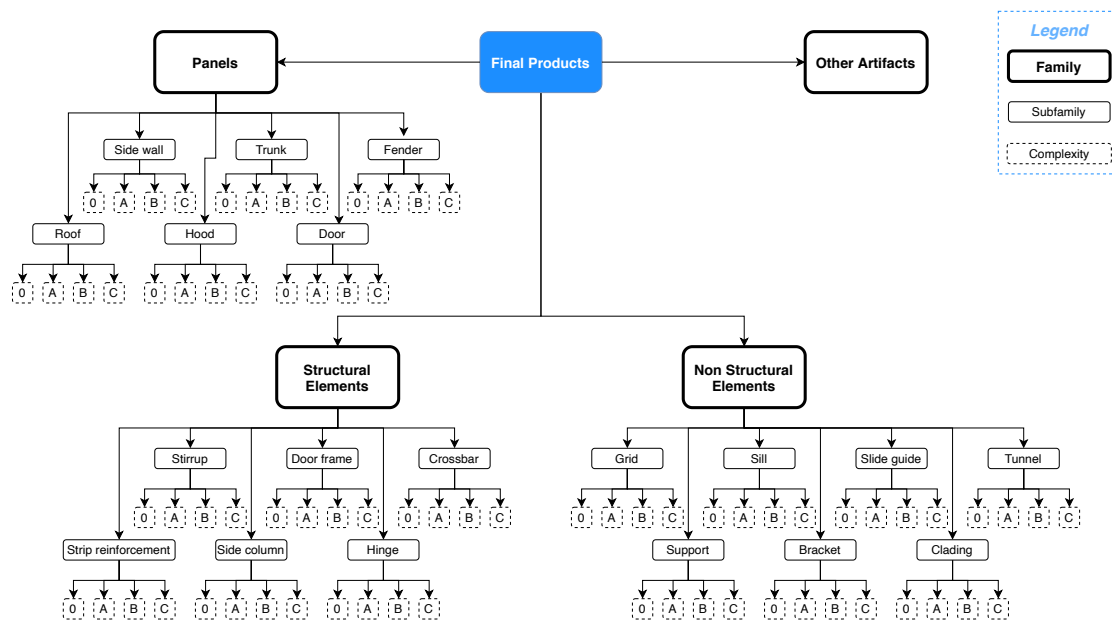 Legend
Family
Subfamily
Complexity
Panels
Final Products
Other Artifacts
Side wall
Trunk
Fender
0 A B C
0 A B C
0 A B C
Roof
Hood
Door
0 A B C
0 A B C
0 A B C
Structural
Elements
Non Structural
Elements
Stirrup
Door frame
Crossbar
Grid
Sill
Slide guide
Tunnel
0 A B C
0 A B C
0 A B C
0 A B C
0 A B C
0 A B C
0 A B C
Strip reinforcement
Side column
Hinge
Support
Bracket
Clading
0 A B C
0 A B C
0 A B C
0 A B C
0 A B C
0 A B C